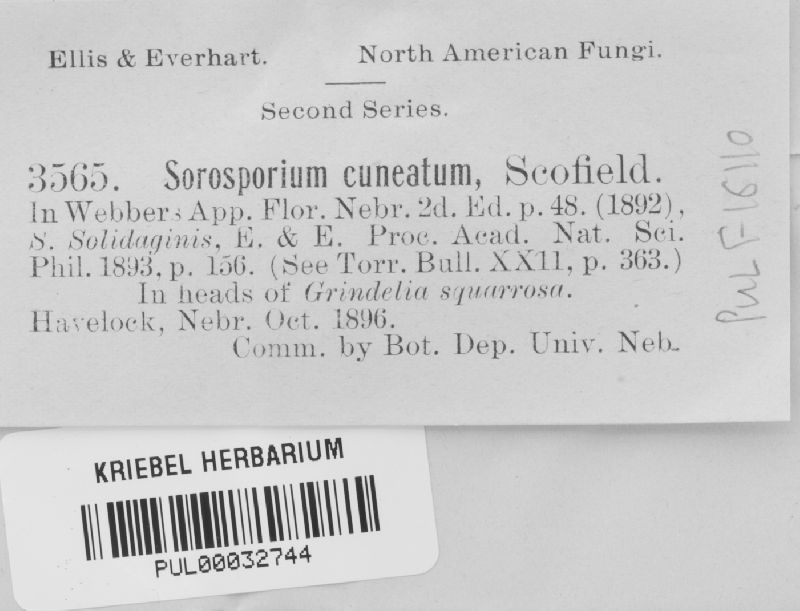 Ellis & Everhart. North American Fungi.
Second Series.
3565. Sorosporium cuneatum, Scofield.
In Webbers App. Flor. Nebr. 2d. Ed. p. 48. (1892),
S. Solidaginis, E. & E. Proc. Acad. Nat. Sci.
Phil. 1893, p. 156. (See Torr. Bull. XX11, p. 363.)
In heads of Grindelia squarrosa.
Havelock, Nebr. Oct. 1896.
Comm. by Bot. Dep. Univ. Neb.
PUL F-16110
KRIEBEL HERBARIUM
PUL00032744